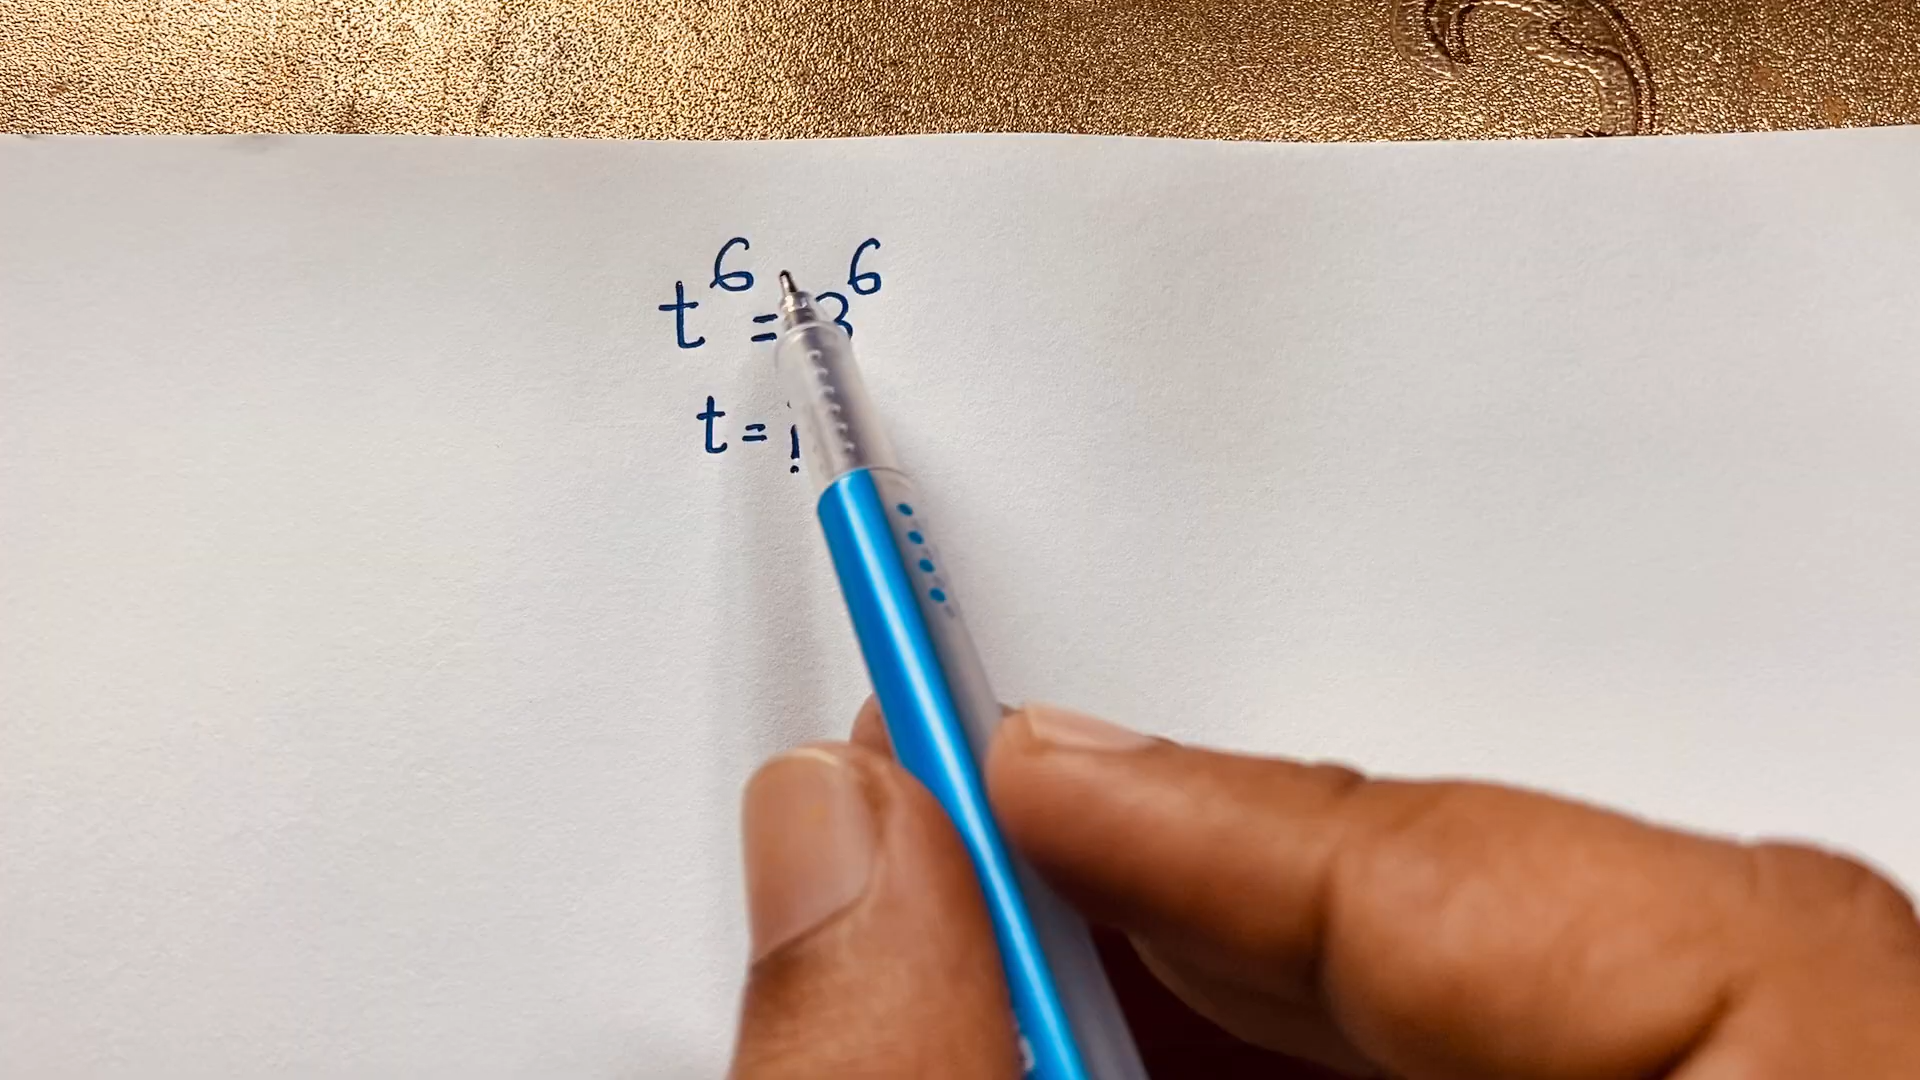 t⁶ = 3⁶
t =